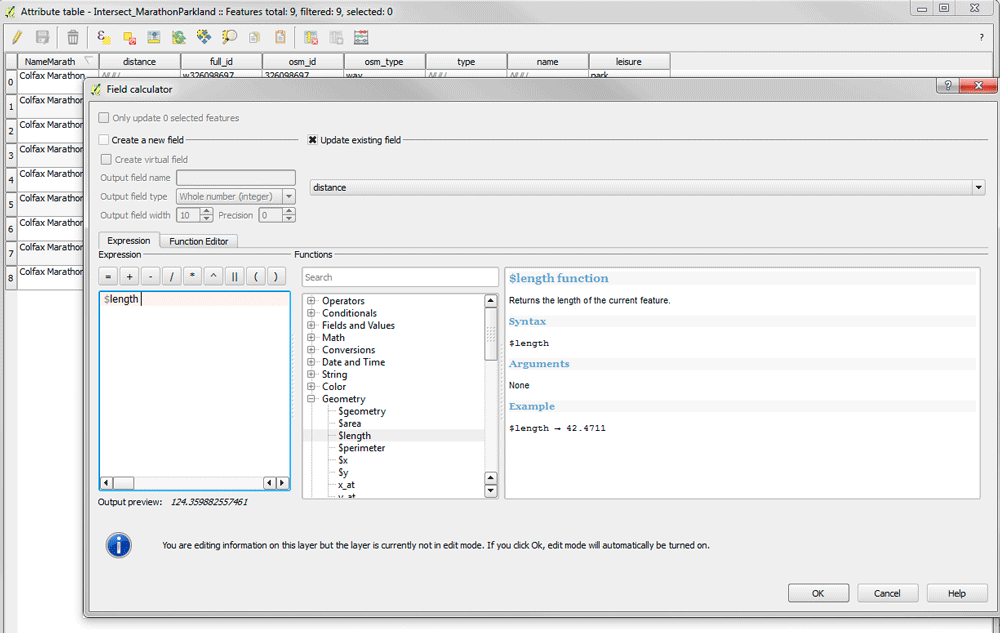 Attribute table - Intersect_MarathonParkland :: Features total: 9, filtered: 9, selected: 0
?
NameMarath distance full_id osm_id osm_type type name leisure
0 Colfax Marathon NULL w326098697 326098697 way NULL NULL park
1 Colfax Marathon
2 Colfax Marathon
3 Colfax Marathon
4 Colfax Marathon
5 Colfax Marathon
6 Colfax Marathon
7 Colfax Marathon
8 Colfax Marathon
Field calculator
Only update 0 selected features
Create a new field
Update existing field
Create virtual field
Output field name
distance
Output field type Whole number (integer)
Output field width 10 Precision 0
Expression Function Editor
Expression
Functions
= + - / * ^ || ( )
Search
$length
Operators
Conditionals
Fields and Values
Math
Conversions
Date and Time
String
Color
Geometry
$geometry
$area
$length
$perimeter
$x
$y
x_at
y_at
$length function
Returns the length of the current feature.
Syntax
$length
Arguments
None
Example
$length → 42.4711
Output preview: 124.359882557461
You are editing information on this layer but the layer is currently not in edit mode. If you click Ok, edit mode will automatically be turned on.
OK Cancel Help